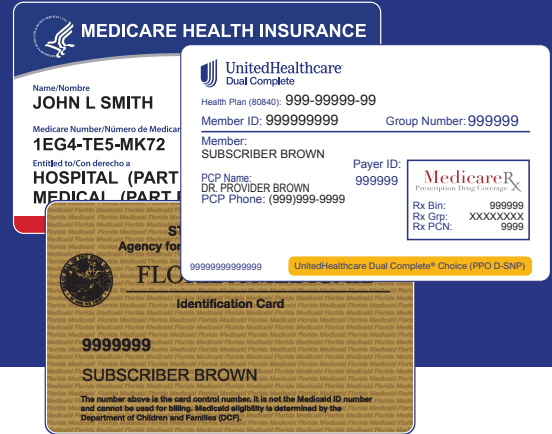 MEDICARE HEALTH INSURANCE
Name/Nombre
JOHN L SMITH
Medicare Number/Número de Medicar
1EG4-TE5-MK72
Entitled to/Con derecho a
HOSPITAL (PART
MEDICAL (PART
UnitedHealthcare
Dual Complete
Health Plan (80840): 999-99999-99
Member ID: 999999999 Group Number: 999999
Member:
SUBSCRIBER BROWN
PCP Name:
DR. PROVIDER BROWN
PCP Phone: (999)999-9999
Payer ID:
999999
MedicareRx
Prescription Drug Coverage
Rx Bin: 999999
Rx Grp: XXXXXXXX
Rx PCN: 9999
99999999999999 UnitedHealthcare Dual Complete® Choice (PPO D-SNP)
ST
Agency for
FLO
Identification Card
9999999
SUBSCRIBER BROWN
The number above is the card control number. It is not the Medicaid ID number
and cannot be used for billing. Medicaid eligibility is determined by the
Department of Children and Families (DCF).